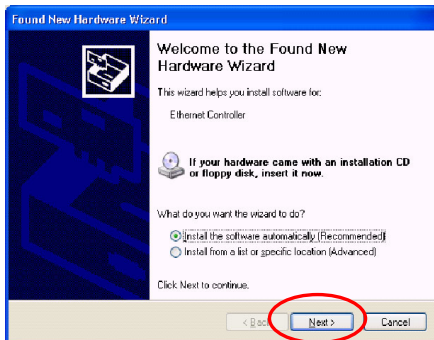 Found New Hardware Wizard
Welcome to the Found New
Hardware Wizard
This wizard helps you install software for:
Ethernet Controller
If your hardware came with an installation CD
or floppy disk, insert it now.
What do you want the wizard to do?
Install the software automatically (Recommended)
Install from a list or specific location (Advanced)
Click Next to continue.
< Back
Next >
Cancel